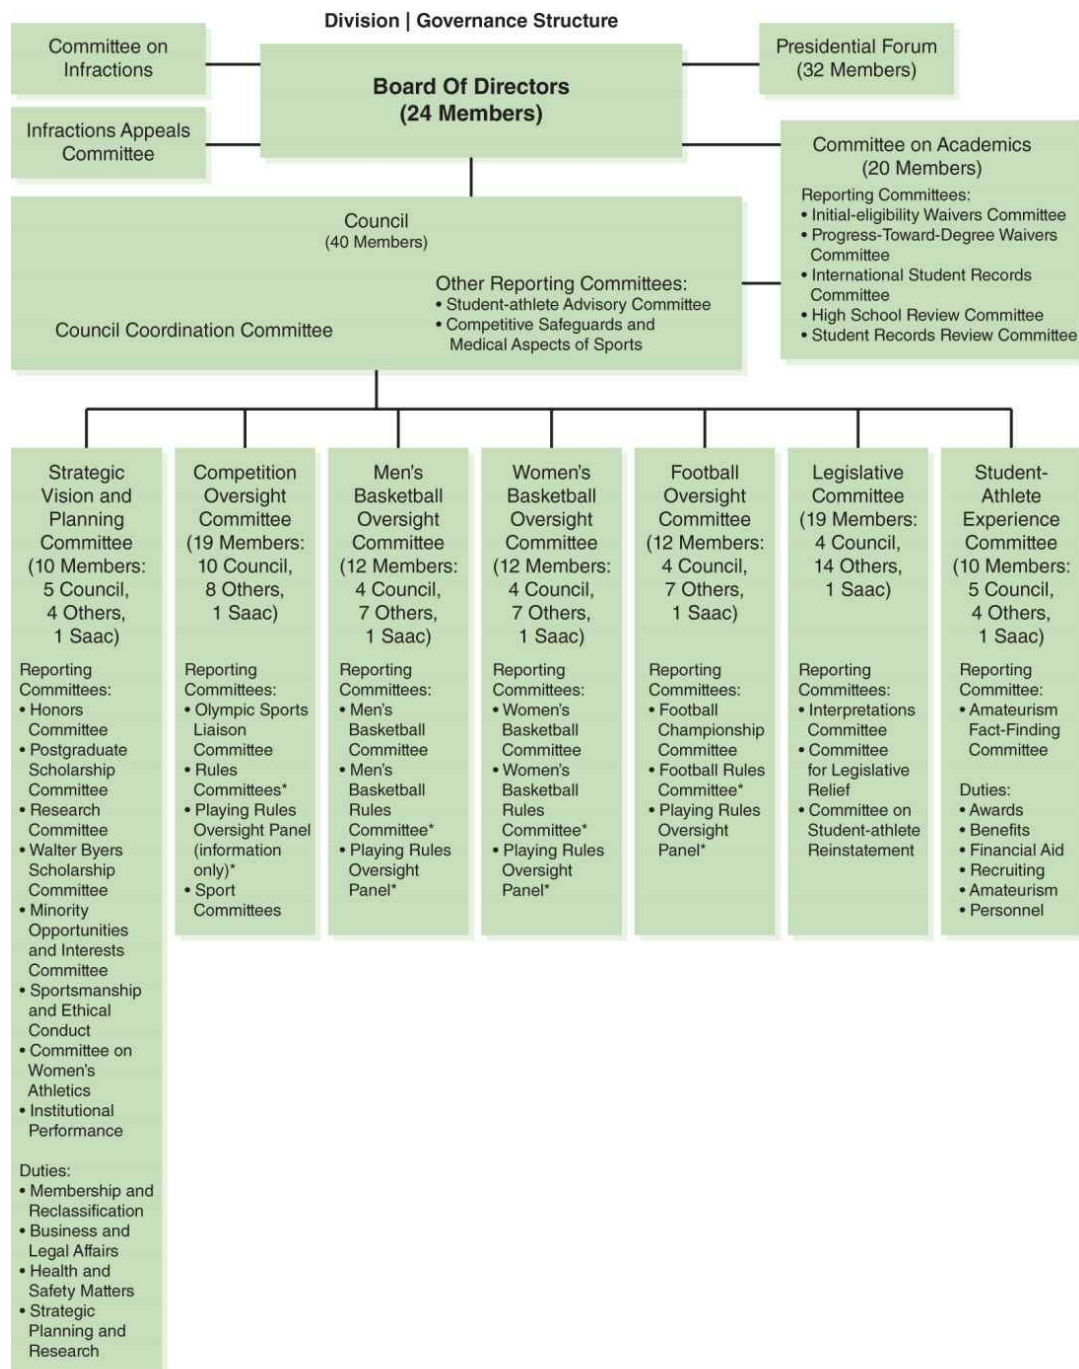 Division | Governance Structure
Committee on
Infractions
Board Of Directors
(24 Members)
Presidential Forum
(32 Members)
Infractions Appeals
Committee
Committee on Academics
(20 Members)
Reporting Committees:
• Initial-eligibility Waivers Committee
• Progress-Toward-Degree Waivers
Committee
• International Student Records
Committee
• High School Review Committee
• Student Records Review Committee
Council
(40 Members)
Other Reporting Committees:
• Student-athlete Advisory Committee
• Competitive Safeguards and
Medical Aspects of Sports
Council Coordination Committee
Strategic
Vision and
Planning
Committee
(10 Members:
5 Council,
4 Others,
1 Saac)
Reporting
Committees:
• Honors
Committee
• Postgraduate
Scholarship
Committee
• Research
Committee
• Walter Byers
Scholarship
Committee
• Minority
Opportunities
and Interests
Committee
• Sportsmanship
and Ethical
Conduct
• Committee on
Women's
Athletics
• Institutional
Performance
Duties:
• Membership and
Reclassification
• Business and
Legal Affairs
• Health and
Safety Matters
• Strategic
Planning and
Research
Competition
Oversight
Committee
(19 Members:
10 Council,
8 Others,
1 Saac)
Reporting
Committees:
• Olympic Sports
Liaison
Committee
• Rules
Committees*
• Playing Rules
Oversight Panel
(information
only)*
• Sport
Committees
Men's
Basketball
Oversight
Committee
(12 Members:
4 Council,
7 Others,
1 Saac)
Reporting
Committees:
• Men's
Basketball
Committee
• Men's
Basketball
Rules
Committee*
• Playing Rules
Oversight
Panel*
Women's
Basketball
Oversight
Committee
(12 Members:
4 Council,
7 Others,
1 Saac)
Reporting
Committees:
• Women's
Basketball
Committee
• Women's
Basketball
Rules
Committee*
• Playing Rules
Oversight
Panel*
Football
Oversight
Committee
(12 Members:
4 Council,
7 Others,
1 Saac)
Reporting
Committees:
• Football
Championship
Committee
• Football Rules
Committee*
• Playing Rules
Oversight
Panel*
Legislative
Committee
(19 Members:
4 Council,
14 Others,
1 Saac)
Reporting
Committees:
• Interpretations
Committee
• Committee
for Legislative
Relief
• Committee on
Student-athlete
Reinstatement
Student-
Athlete
Experience
Committee
(10 Members:
5 Council,
4 Others,
1 Saac)
Reporting
Committee:
• Amateurism
Fact-Finding
Committee
Duties:
• Awards
• Benefits
• Financial Aid
• Recruiting
• Amateurism
• Personnel